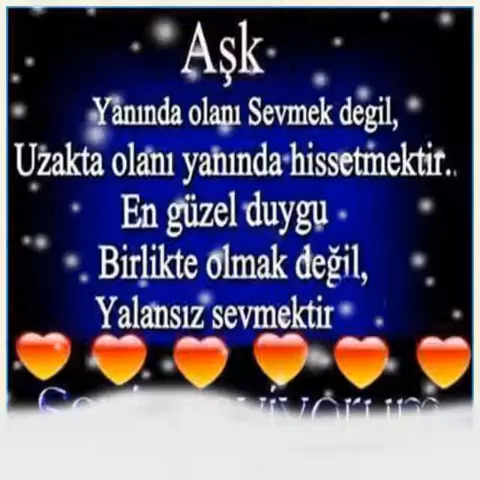 Aşk
Yanında olanı Sevmek degil,
Uzakta olanı yanında hissetmektir..
En güzel duygu
Birlikte olmak değil,
Yalansız sevmektir